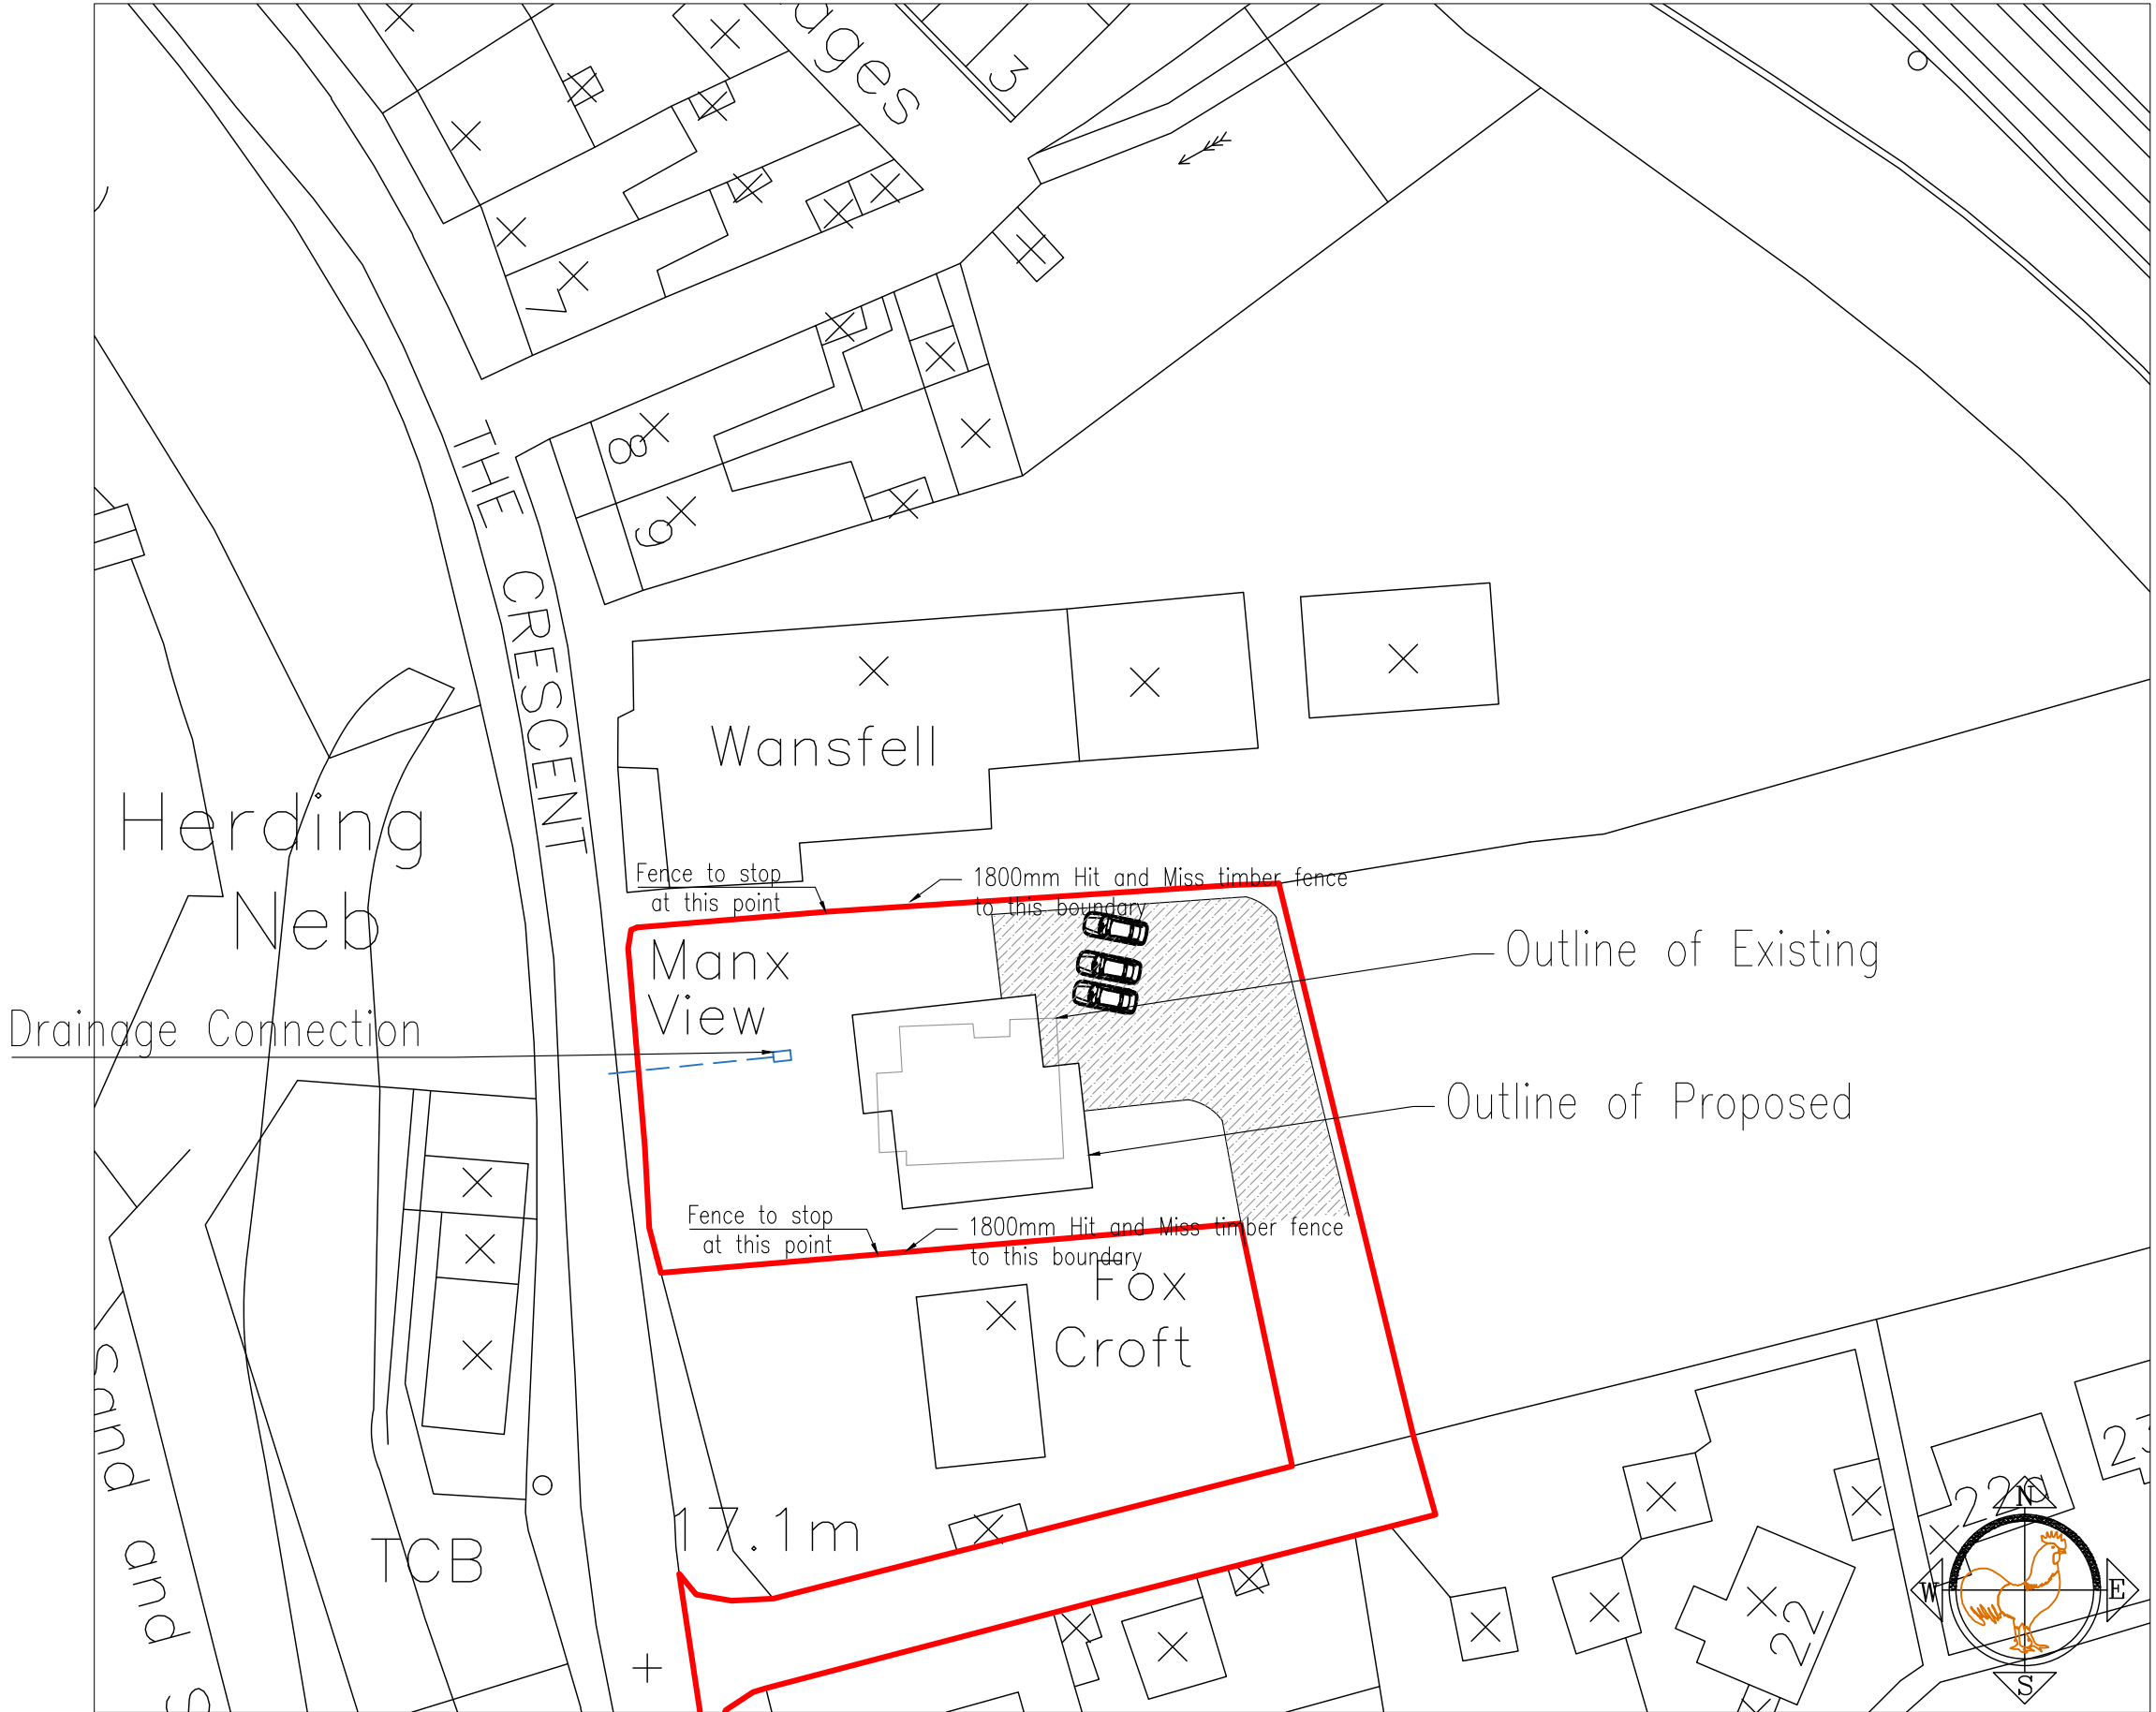 ages
3
7
THE CRESCENT
8
9
Wansfell
Herding
Neb
Fence to stop
at this point
1800mm Hit and Miss timber fence
to this boundary
Manx
View
Outline of Existing
Drainage Connection
Outline of Proposed
Fence to stop
at this point
1800mm Hit and Miss timber fence
to this boundary
Fox
Croft
Sand and S
17.1m
TCB
22a
23
22
N
W
E
S